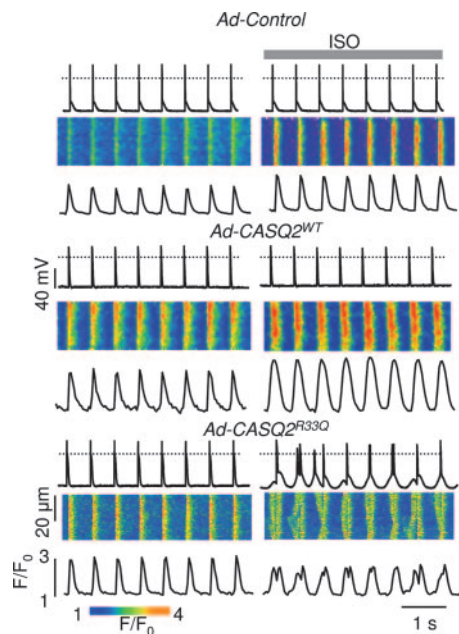 Ad-Control
ISO
Ad-CASQ2WT
40 mV
Ad-CASQ2R33Q
20 µm
3
F/F0
1
1 4
F/F0
1 s